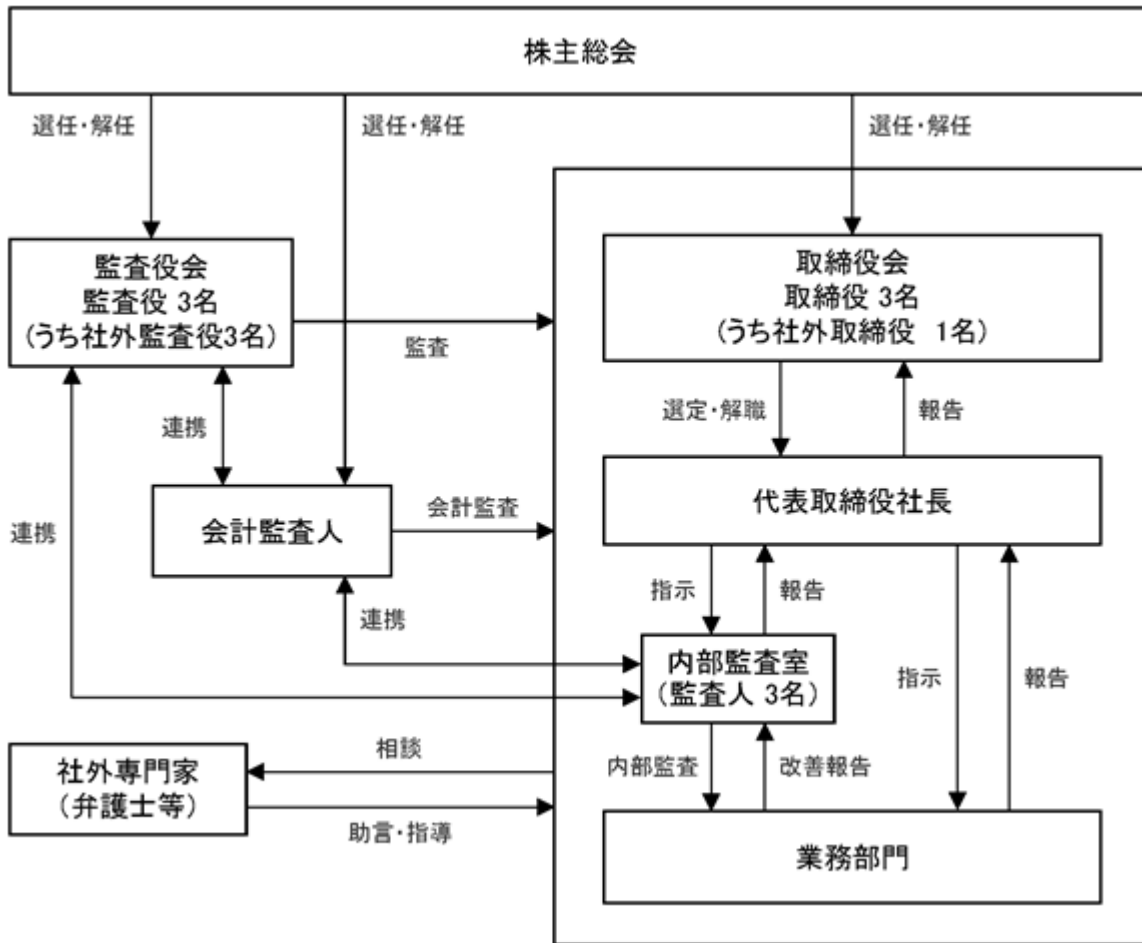 株主総会
選任・解任
選任・解任
選任・解任
監査役会
監査役 3名
(うち社外監査役3名)
取締役会
取締役 3名
(うち社外取締役 1名)
監査
選定・解職
報告
連携
代表取締役社長
会計監査人
会計監査
連携
指示
報告
連携
内部監査室
(監査人 3名)
指示
報告
相談
社外専門家
(弁護士等)
助言・指導
内部監査
改善報告
業務部門